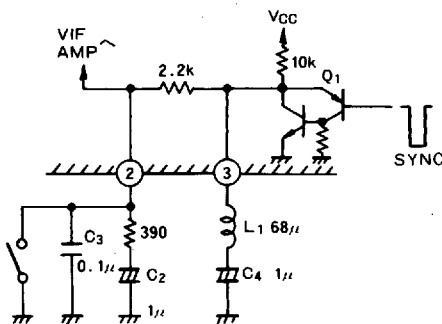 VIF
AMP
VCC
2.2k
10k
Q1
SYNC
2
3
C3
0.1μ
390
C2
1μ
L1 68μ
C4 1μ